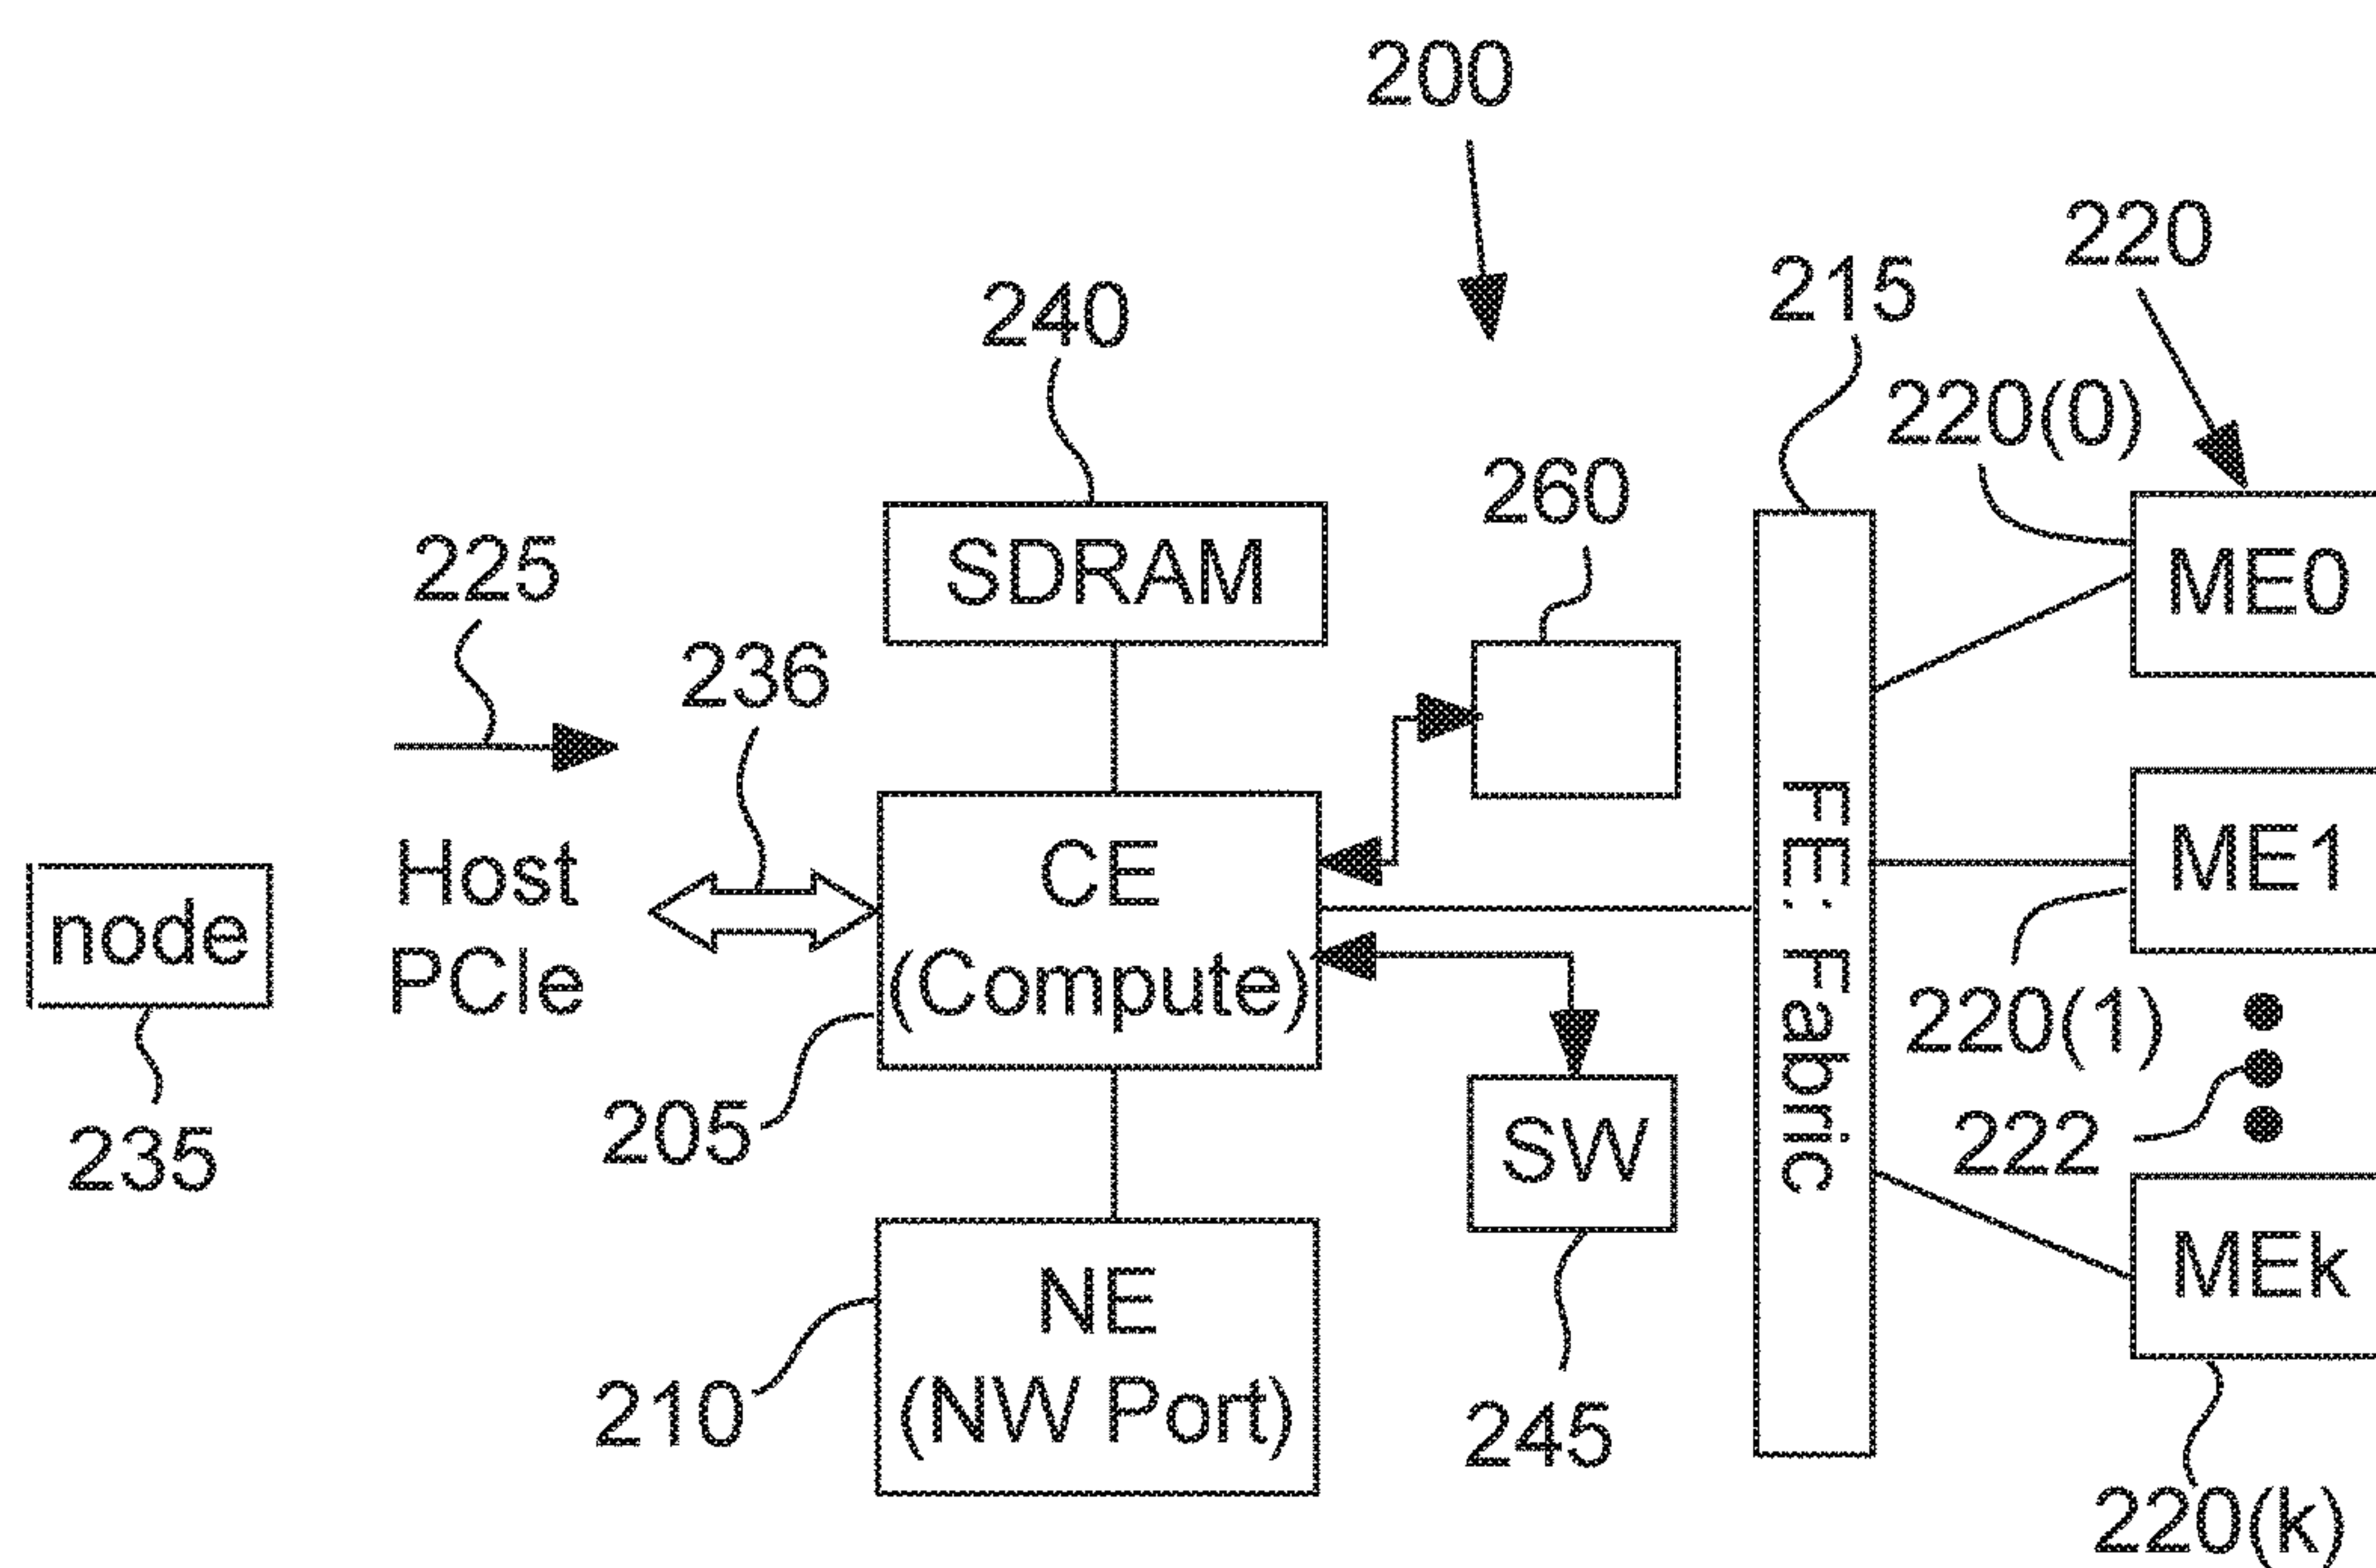 200
220
215
240
220(0)
260
225
SDRAM
ME0
236
Host
PCIe
CE
(Compute)
FE: Fabric
ME1
node
220(1)
205
SW
222
235
NE
(NW Port)
MEk
210
245
220(k)